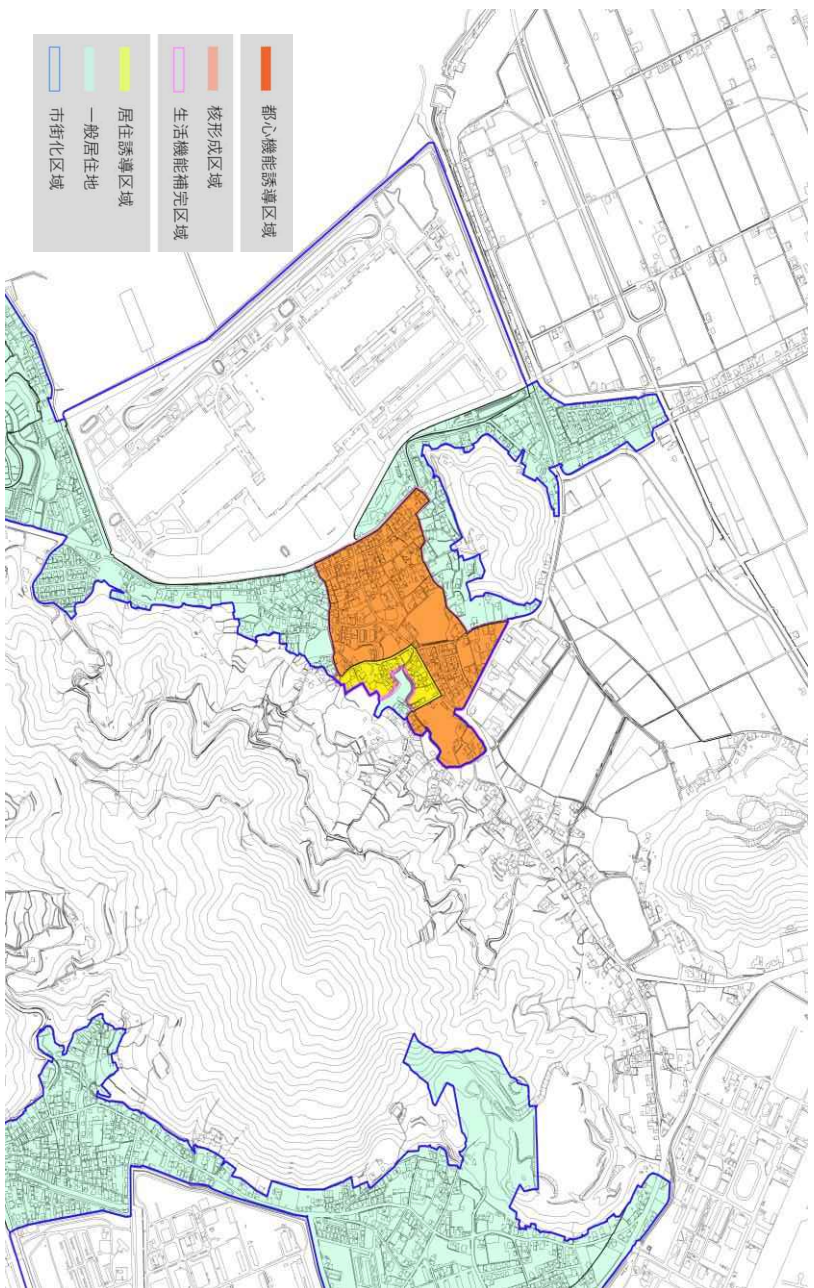 都心機能誘導区域
核形成区域
生活機能補完区域
居住誘導区域
一般居住地
市街化区域